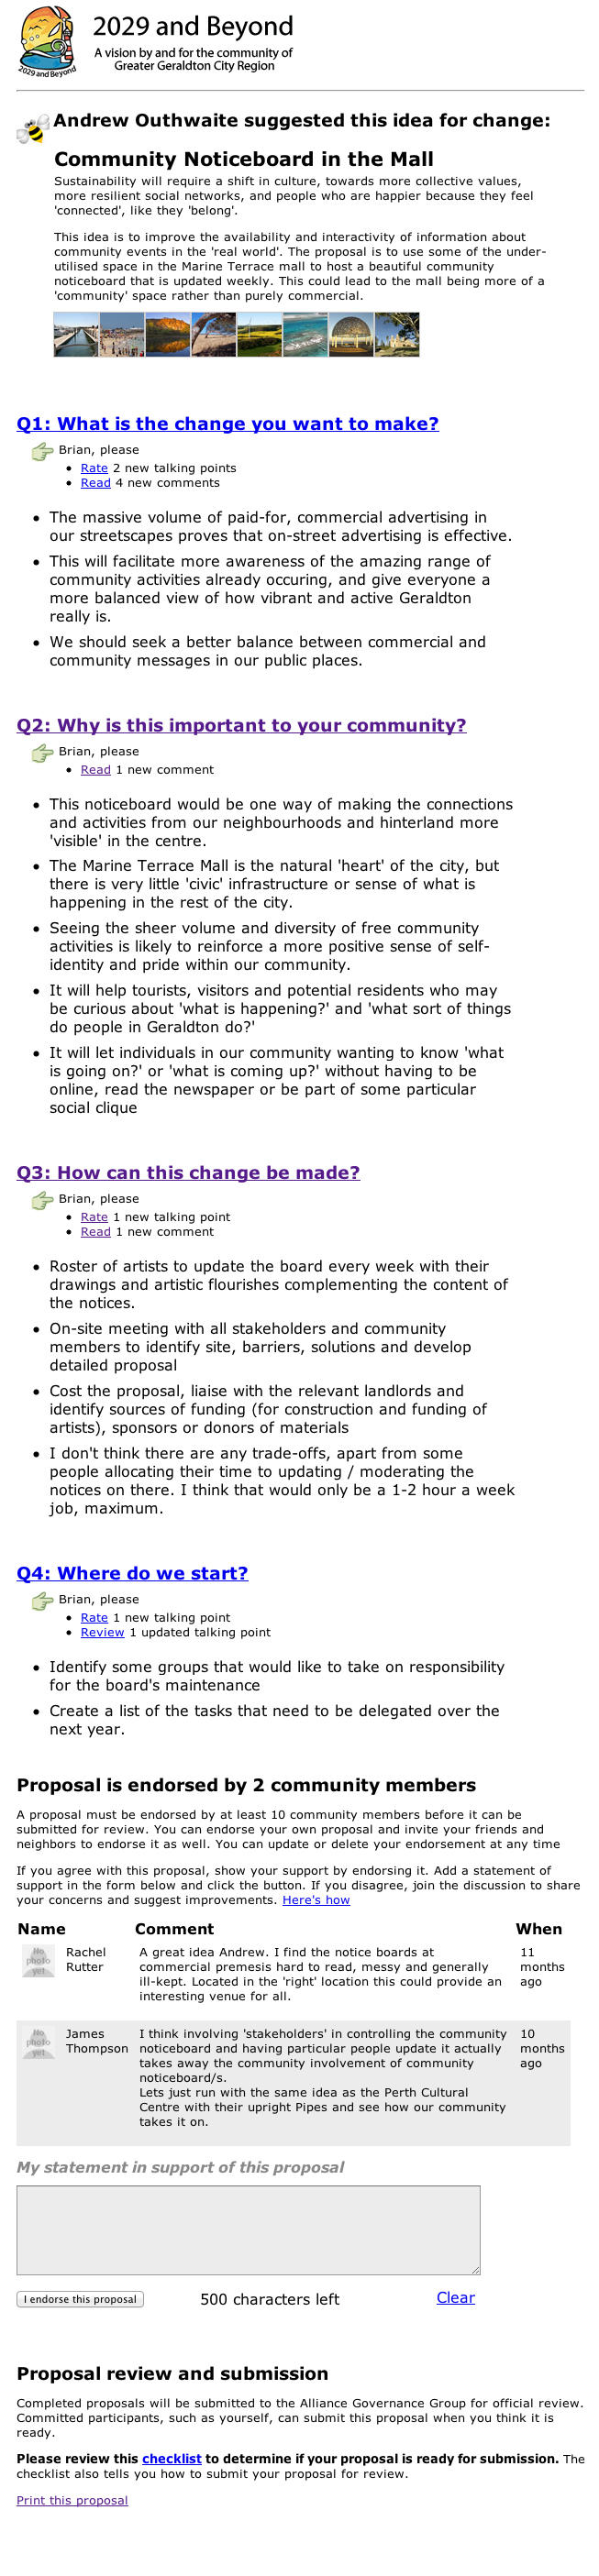 2029 and Beyond
A vision by and for the community of
Greater Geraldton City Region
2029 and Beyond
Andrew Outhwaite suggested this idea for change:
Community Noticeboard in the Mall
Sustainability will require a shift in culture, towards more collective values,
more resilient social networks, and people who are happier because they feel
'connected', like they 'belong'.
This idea is to improve the availability and interactivity of information about
community events in the 'real world'. The proposal is to use some of the under-
utilised space in the Marine Terrace mall to host a beautiful community
noticeboard that is updated weekly. This could lead to the mall being more of a
'community' space rather than purely commercial.
Q1: What is the change you want to make?
Brian, please
• Rate 2 new talking points
• Read 4 new comments
• The massive volume of paid-for, commercial advertising in
our streetscapes proves that on-street advertising is effective.
• This will facilitate more awareness of the amazing range of
community activities already occuring, and give everyone a
more balanced view of how vibrant and active Geraldton
really is.
• We should seek a better balance between commercial and
community messages in our public places.
Q2: Why is this important to your community?
Brian, please
• Read 1 new comment
• This noticeboard would be one way of making the connections
and activities from our neighbourhoods and hinterland more
'visible' in the centre.
• The Marine Terrace Mall is the natural 'heart' of the city, but
there is very little 'civic' infrastructure or sense of what is
happening in the rest of the city.
• Seeing the sheer volume and diversity of free community
activities is likely to reinforce a more positive sense of self-
identity and pride within our community.
• It will help tourists, visitors and potential residents who may
be curious about 'what is happening?' and 'what sort of things
do people in Geraldton do?'
• It will let individuals in our community wanting to know 'what
is going on?' or 'what is coming up?' without having to be
online, read the newspaper or be part of some particular
social clique
Q3: How can this change be made?
Brian, please
• Rate 1 new talking point
• Read 1 new comment
• Roster of artists to update the board every week with their
drawings and artistic flourishes complementing the content of
the notices.
• On-site meeting with all stakeholders and community
members to identify site, barriers, solutions and develop
detailed proposal
• Cost the proposal, liaise with the relevant landlords and
identify sources of funding (for construction and funding of
artists), sponsors or donors of materials
• I don't think there are any trade-offs, apart from some
people allocating their time to updating / moderating the
notices on there. I think that would only be a 1-2 hour a week
job, maximum.
Q4: Where do we start?
Brian, please
• Rate 1 new talking point
• Review 1 updated talking point
• Identify some groups that would like to take on responsibility
for the board's maintenance
• Create a list of the tasks that need to be delegated over the
next year.
Proposal is endorsed by 2 community members
A proposal must be endorsed by at least 10 community members before it can be
submitted for review. You can endorse your own proposal and invite your friends and
neighbors to endorse it as well. You can update or delete your endorsement at any time
If you agree with this proposal, show your support by endorsing it. Add a statement of
support in the form below and click the button. If you disagree, join the discussion to share
your concerns and suggest improvements. Here's how
Name Comment When
No photo yet
Rachel Rutter
A great idea Andrew. I find the notice boards at
commercial premesis hard to read, messy and generally
ill-kept. Located in the 'right' location this could provide an
interesting venue for all.
11 months ago
No photo yet
James Thompson
I think involving 'stakeholders' in controlling the community
noticeboard and having particular people update it actually
takes away the community involvement of community
noticeboard/s.
Lets just run with the same idea as the Perth Cultural
Centre with their upright Pipes and see how our community
takes it on.
10 months ago
My statement in support of this proposal
I endorse this proposal 500 characters left Clear
Proposal review and submission
Completed proposals will be submitted to the Alliance Governance Group for official review.
Committed participants, such as yourself, can submit this proposal when you think it is
ready.
Please review this checklist to determine if your proposal is ready for submission. The
checklist also tells you how to submit your proposal for review.
Print this proposal